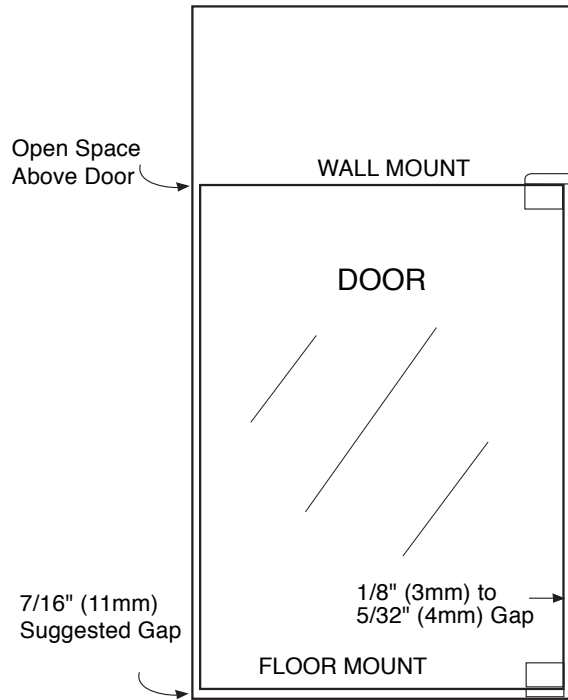 Open Space
Above Door
WALL MOUNT
DOOR
7/16" (11mm)
Suggested Gap
1/8" (3mm) to
5/32" (4mm) Gap
FLOOR MOUNT